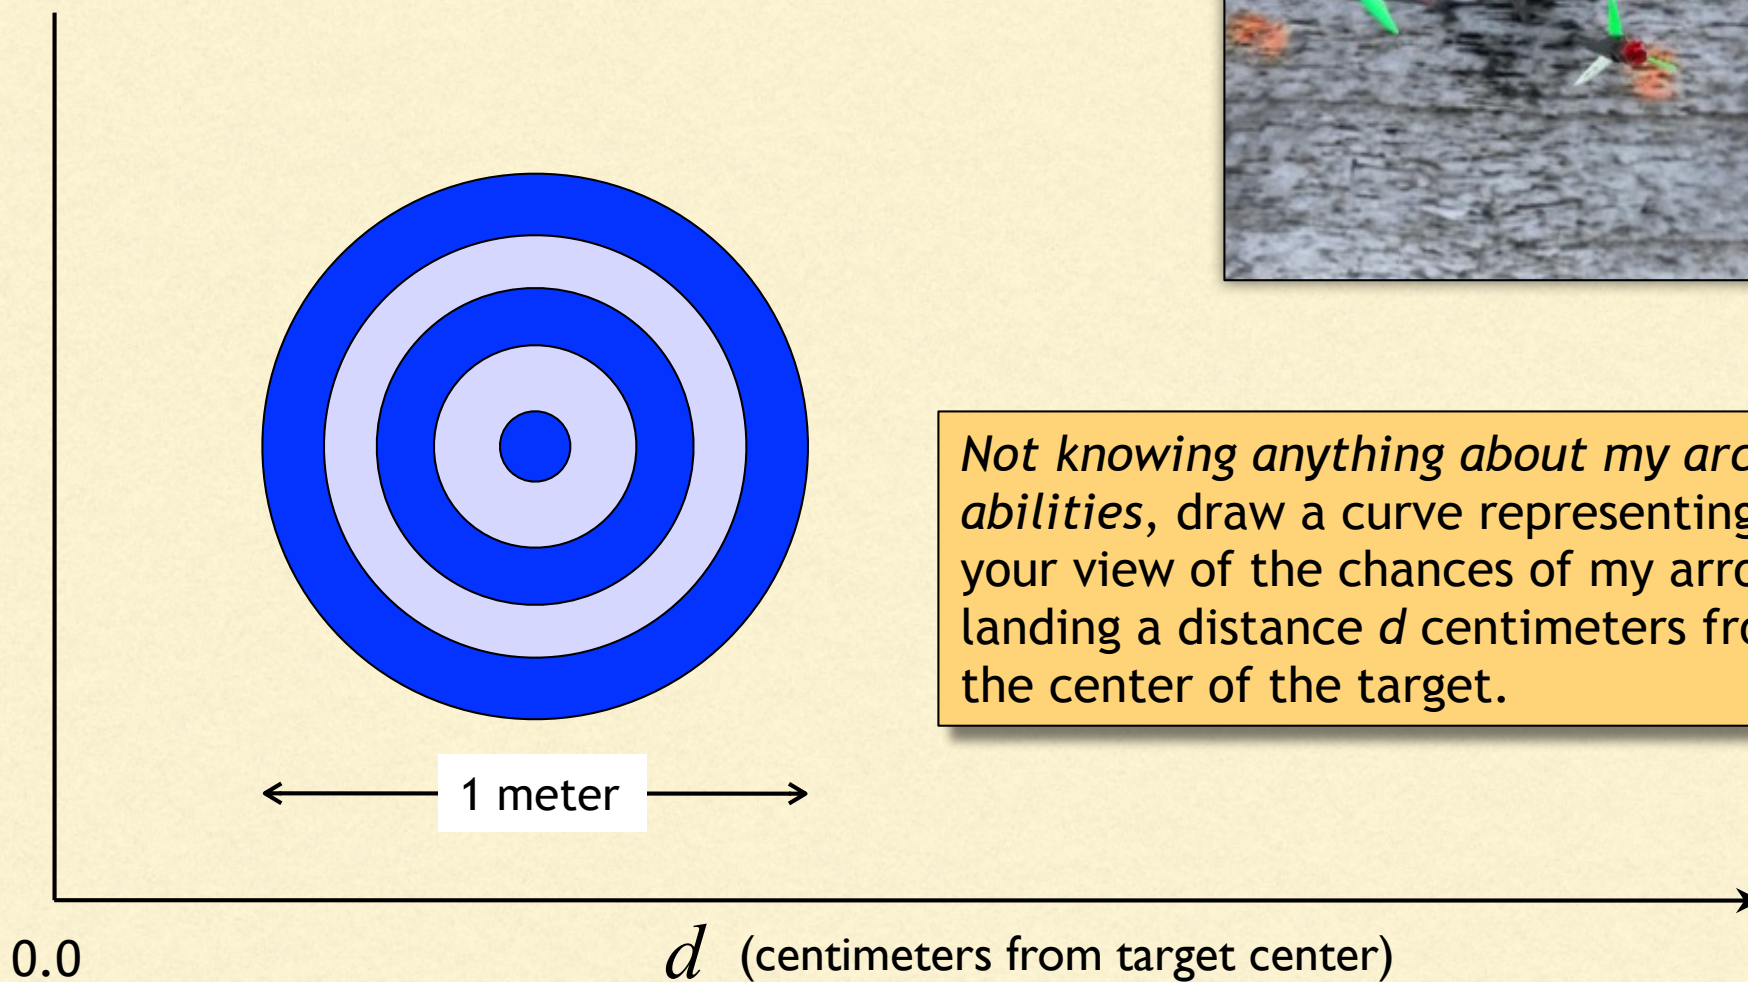 Not knowing anything about my arc
abilities, draw a curve representing
your view of the chances of my arro
landing a distance d centimeters fro
the center of the target.
1 meter
0.0
d (centimeters from target center)